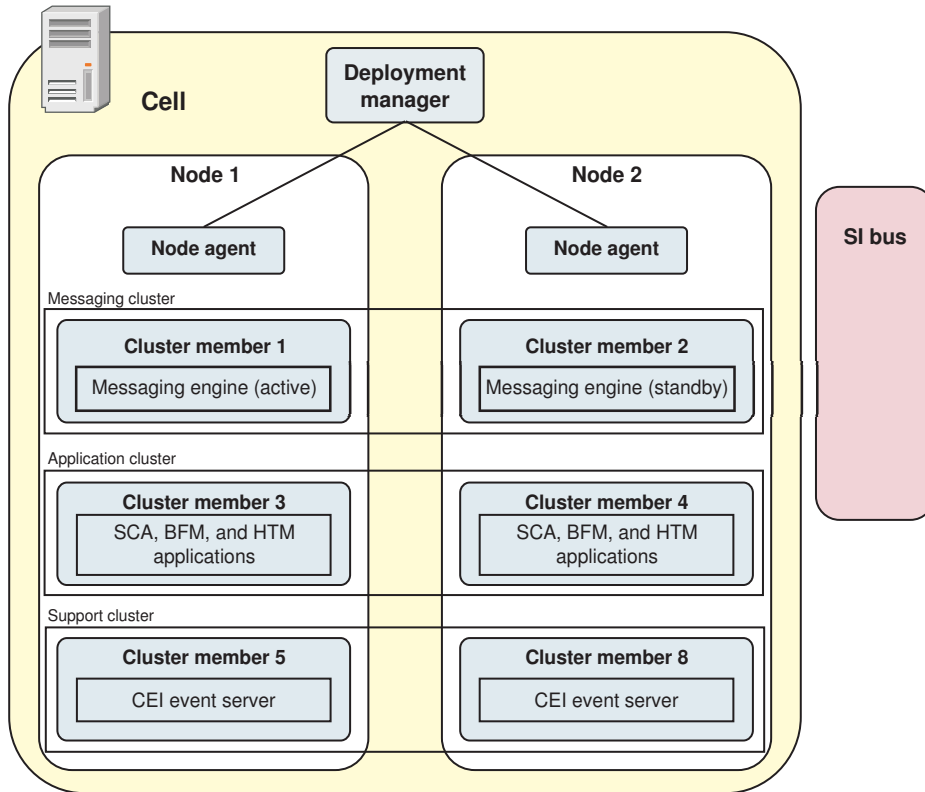 Deployment
manager
Cell
Node 1
Node 2
Node agent
Node agent
SI bus
Messaging cluster
Cluster member 1
Messaging engine (active)
Cluster member 2
Messaging engine (standby)
Application cluster
Cluster member 3
SCA, BFM, and HTM
applications
Cluster member 4
SCA, BFM, and HTM
applications
Support cluster
Cluster member 5
CEI event server
Cluster member 8
CEI event server